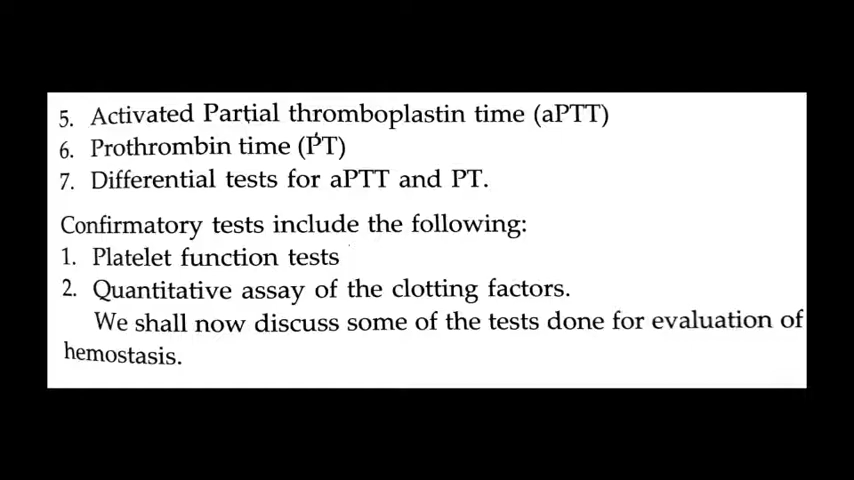 5. Activated Partial thromboplastin time (aPTT)
6. Prothrombin time (PT)
7. Differential tests for aPTT and PT.
Confirmatory tests include the following:
1. Platelet function tests
2. Quantitative assay of the clotting factors.
We shall now discuss some of the tests done for evaluation of
hemostasis.